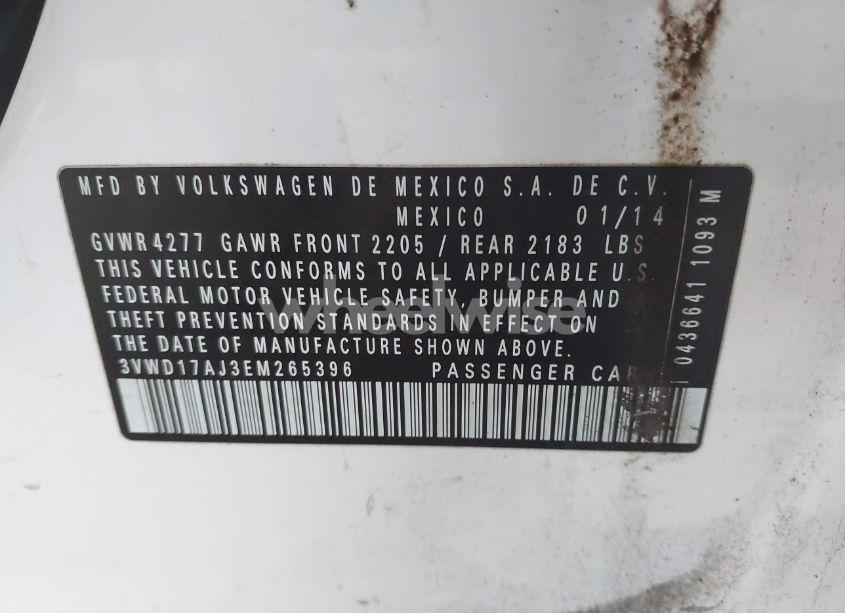 MFD BY VOLKSWAGEN DE MEXICO S.A. DE C.V.
MEXICO 01/14
GVWR 4277 GAWR FRONT 2205 / REAR 2183 LBS
THIS VEHICLE CONFORMS TO ALL APPLICABLE U.S.
FEDERAL MOTOR VEHICLE SAFETY, BUMPER AND
THEFT PREVENTION STANDARDS IN EFFECT ON
THE DATE OF MANUFACTURE SHOWN ABOVE.
3VWD17AJ3EM265396 PASSENGER CAR
0436641 1093 M
wheelwise